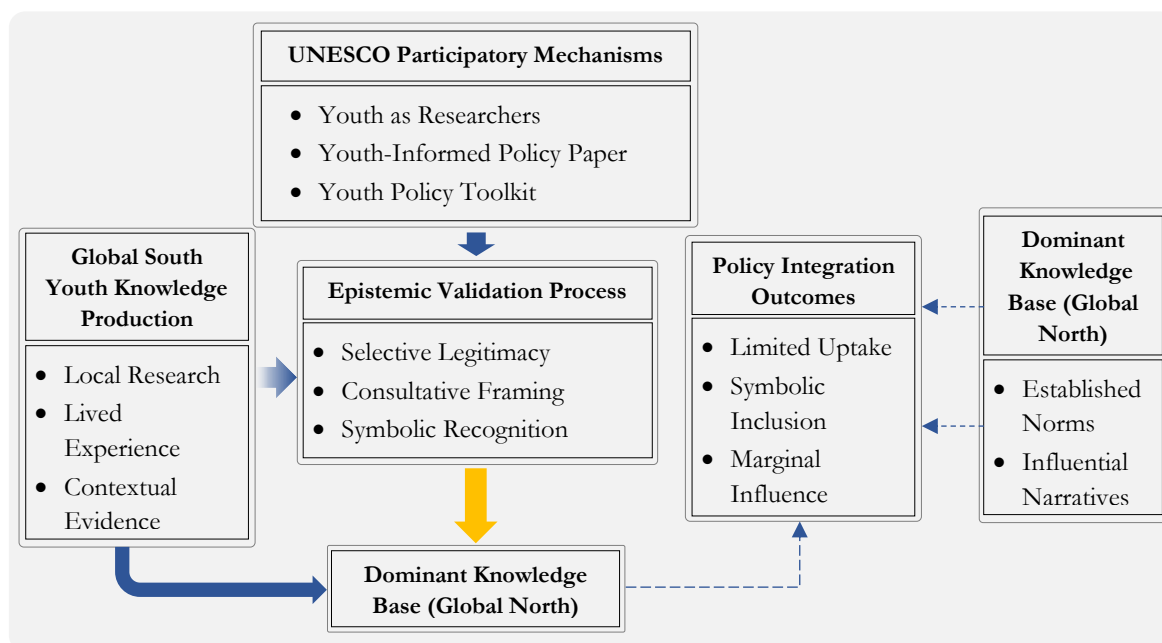 UNESCO Participatory Mechanisms
• Youth as Researchers
• Youth-Informed Policy Paper
• Youth Policy Toolkit
Global South
Youth Knowledge
Production
• Local Research
• Lived
Experience
• Contextual
Evidence
Epistemic Validation Process
• Selective Legitimacy
• Consultative Framing
• Symbolic Recognition
Dominant Knowledge
Base (Global North)
Policy Integration
Outcomes
• Limited Uptake
• Symbolic
Inclusion
• Marginal
Influence
Dominant
Knowledge
Base (Global
North)
• Established
Norms
• Influential
Narratives